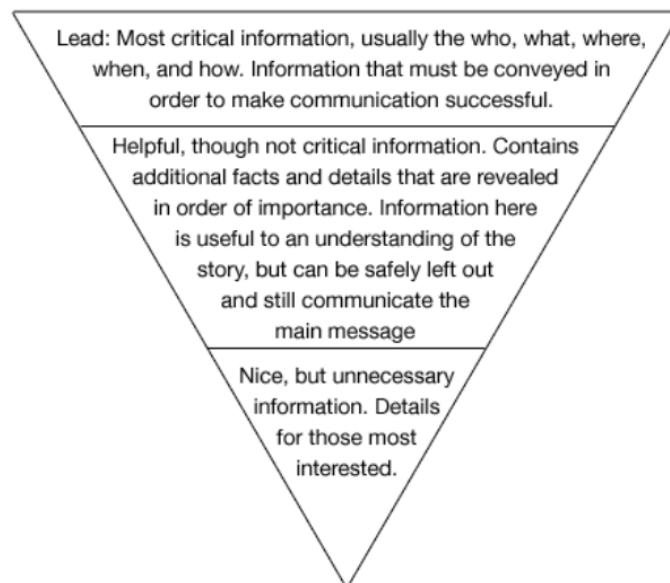 Lead: Most critical information, usually the who, what, where,
when, and how. Information that must be conveyed in
order to make communication successful.
Helpful, though not critical information. Contains
additional facts and details that are revealed
in order of importance. Information here
is useful to an understanding of the
story, but can be safely left out
and still communicate the
main message
Nice, but unnecessary
information. Details
for those most
interested.